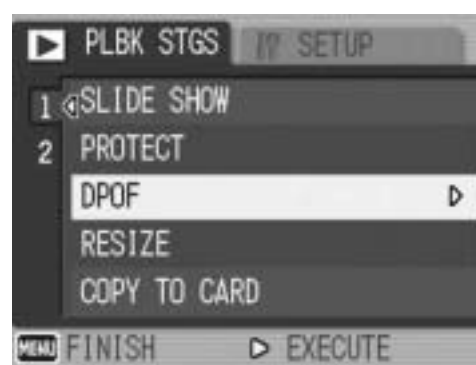 PLBK STGS SETUP
1 SLIDE SHOW
2 PROTECT
DPOF
RESIZE
COPY TO CARD
MENU FINISH EXECUTE